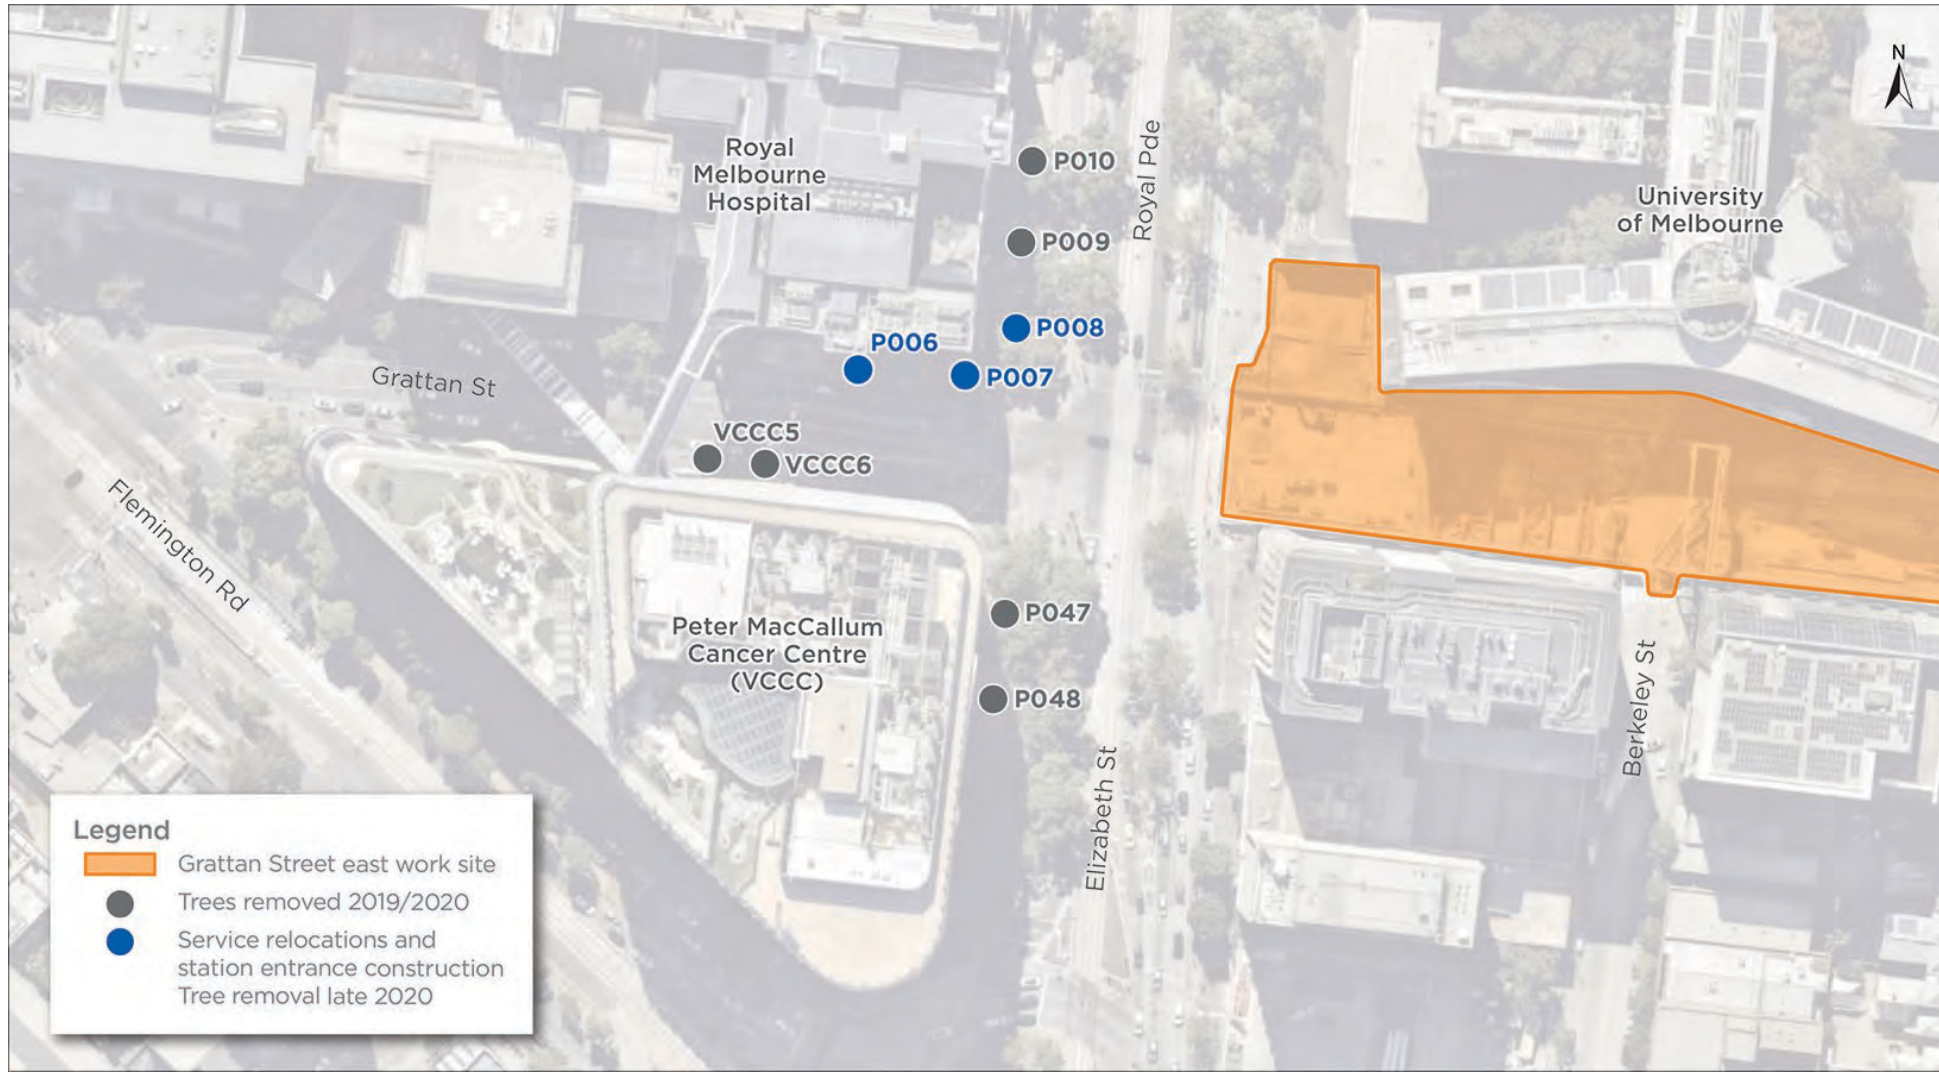 N
Royal
Melbourne
Hospital
P010
Royal Pde
University
of Melbourne
P009
P008
P006
P007
Grattan St
VCCC5
VCCC6
Flemington Rd
P047
Peter MacCallum
Cancer Centre
(VCCC)
P048
Berkeley St
Elizabeth St
Legend
Grattan Street east work site
Trees removed 2019/2020
Service relocations and
station entrance construction
Tree removal late 2020